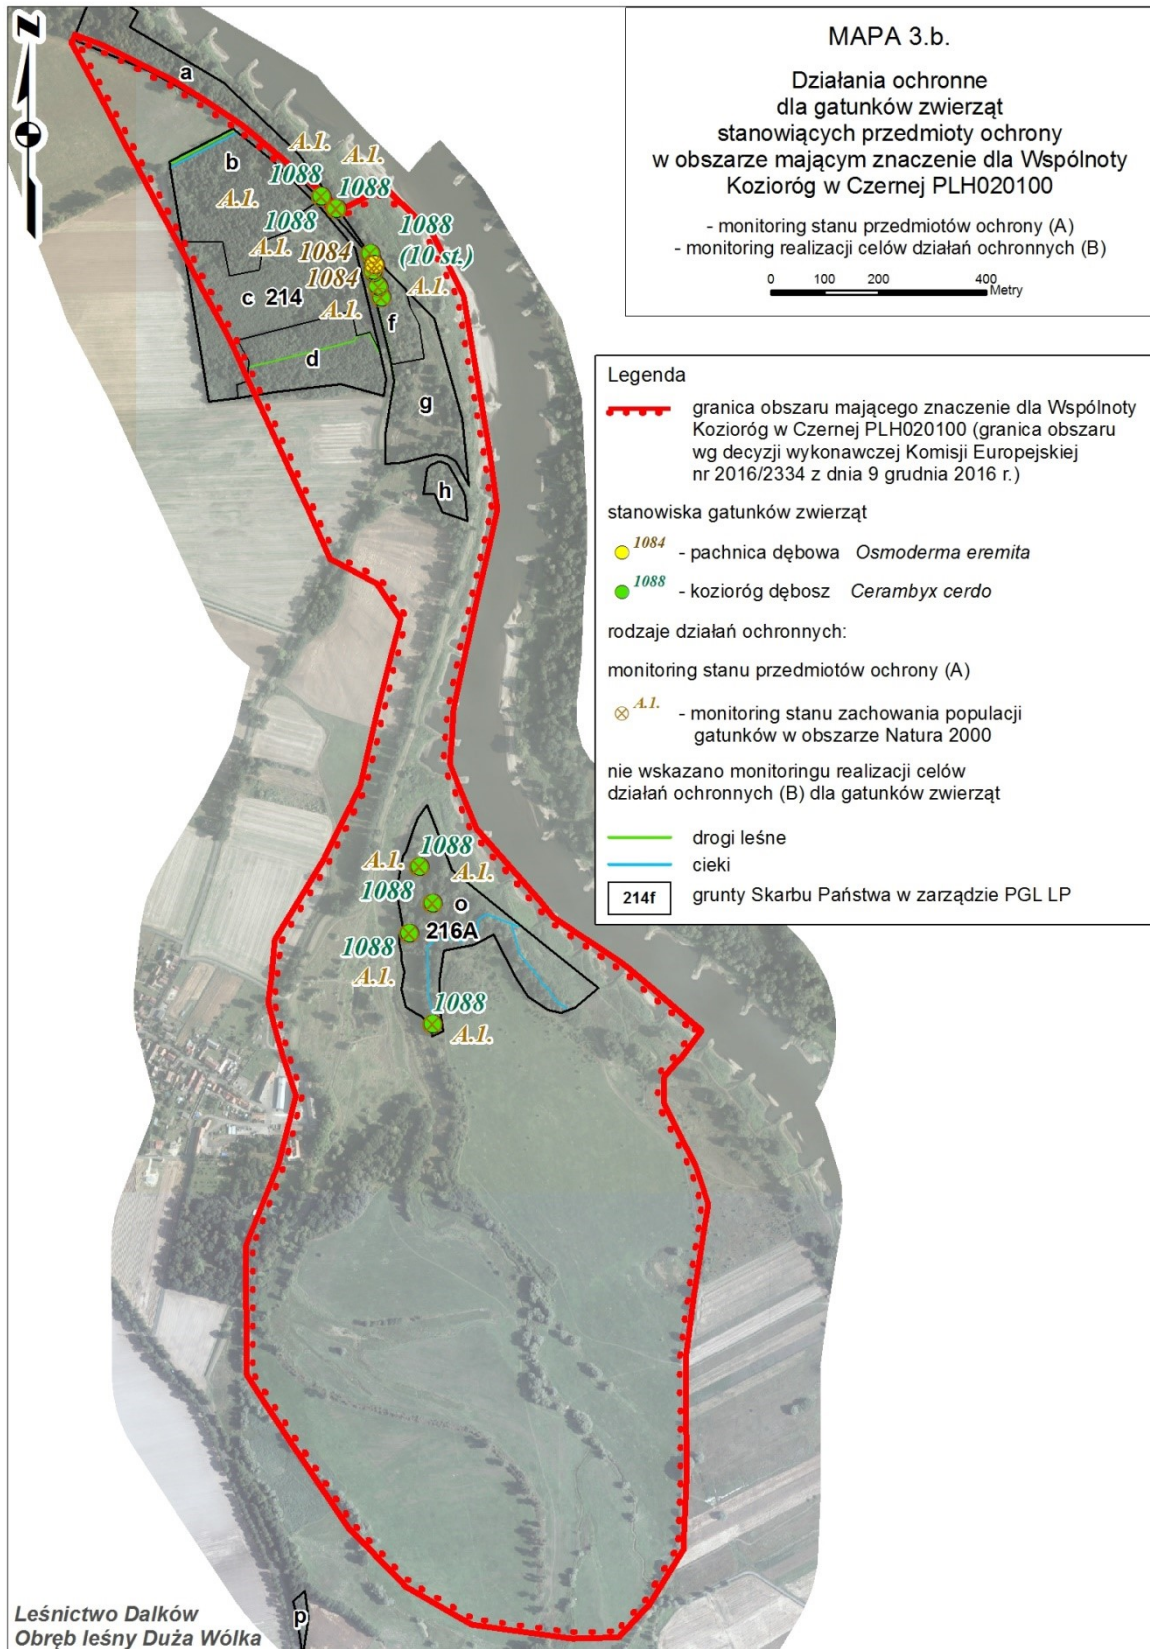 MAPA 3.b.
Działania ochronne
dla gatunków zwierząt
stanowiących przedmioty ochrony
w obszarze mającym znaczenie dla Wspólnoty
Kozioróg w Czernej PLH020100
- monitoring stanu przedmiotów ochrony (A)
- monitoring realizacji celów działań ochronnych (B)
0 100 200 400
Metry
Legenda
granica obszaru mającego znaczenie dla Wspólnoty
Kozioróg w Czernej PLH020100 (granica obszaru
wg decyzji wykonawczej Komisji Europejskiej
nr 2016/2334 z dnia 9 grudnia 2016 r.)
stanowiska gatunków zwierząt
1084 - pachnica dębowa Osmoderma eremita
1088 - kozioróg dębosz Cerambyx cerdo
rodzaje działań ochronnych:
monitoring stanu przedmiotów ochrony (A)
A.1. - monitoring stanu zachowania populacji
gatunków w obszarze Natura 2000
nie wskazano monitoringu realizacji celów
działań ochronnych (B) dla gatunków zwierząt
drogi leśne
cieki
214f grunty Skarbu Państwa w zarządzie PGL LP
N
a
A.1.
A.1.
b
1088
A.1.
1088
1088
1088
(10 st.)
A.1.
1084
1084
A.1.
c 214
A.1.
f
d
g
h
1088
A.1.
A.1.
1088
o
216A
1088
A.1.
1088
A.1.
p
Leśnictwo Dalków
Obręb leśny Duża Wólka